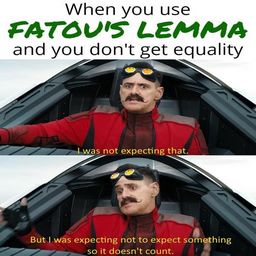 When you use
FATOU'S LEMMA
and you don't get equality
I was not expecting that.
But I was expecting not to expect something
so it doesn't count.